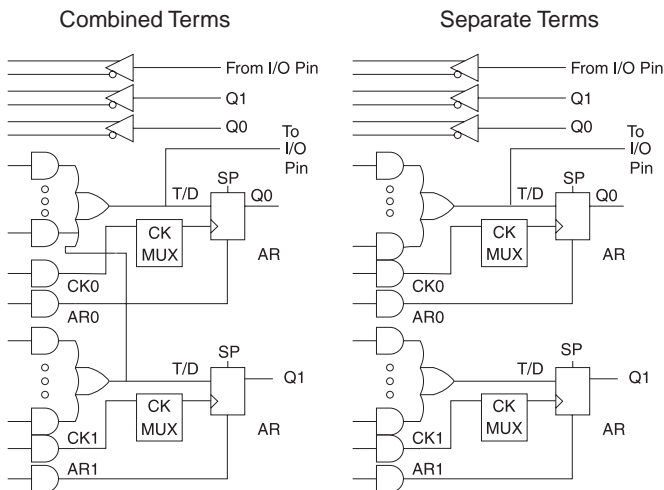 Combined Terms
From I/O Pin
Q1
Q0
To
I/O
Pin
SP
T/D
Q0
CK
MUX
AR
CK0
AR0
SP
T/D
Q1
CK
MUX
AR
CK1
AR1
Separate Terms
From I/O Pin
Q1
Q0
To
I/O
Pin
SP
T/D
Q0
CK
MUX
AR
CK0
AR0
SP
T/D
Q1
CK
MUX
AR
CK1
AR1